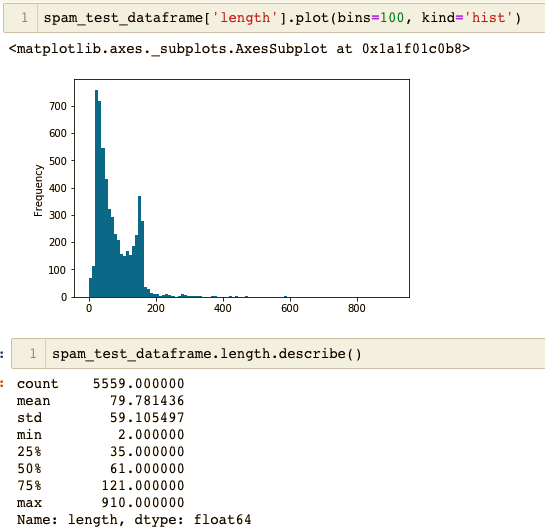 1 spam_test_dataframe['length'].plot(bins=100, kind='hist')
<matplotlib.axes._subplots.AxesSubplot at 0x1a1f01c0b8>
700
600
500
400
300
200
100
0
Frequency
0 200 400 600 800
: 1 spam_test_dataframe.length.describe()
: count 5559.000000
mean 79.781436
std 59.105497
min 2.000000
25% 35.000000
50% 61.000000
75% 121.000000
max 910.000000
Name: length, dtype: float64